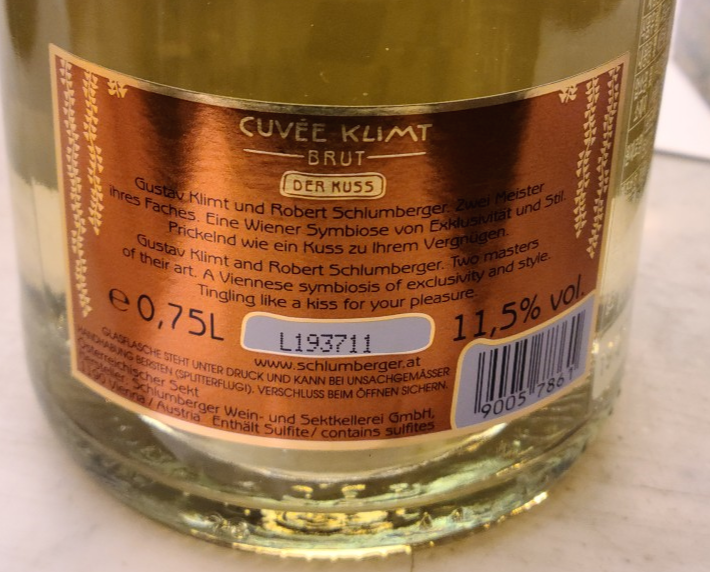 CUVÉE KLIMT
BRUT
DER KUSS
Gustav Klimt und Robert Schlumberger. Zwei Meister
ihres Faches. Eine Wiener Symbiose von Exklusivität und Stil.
Prickelnd wie ein Kuss zu Ihrem Vergnügen.
Gustav Klimt and Robert Schlumberger. Two masters
of their art. A Viennese symbiosis of exclusivity and style.
Tingling like a kiss for your pleasure.
e 0,75L
L193711
11,5% vol.
www.schlumberger.at
GLASFLASCHE STEHT UNTER DRUCK UND KANN BEI UNSACHGEMÄSSER
HANDHABUNG BERSTEN (SPLITTERFLUG!). VERSCHLUSS BEIM ÖFFNEN SICHERN.
Österreichischer Sekt
Hersteller: Schlumberger Wein- und Sektkellerei GmbH,
1190 Vienna / Austria Enthält Sulfite / contains sulfites
9005 7861